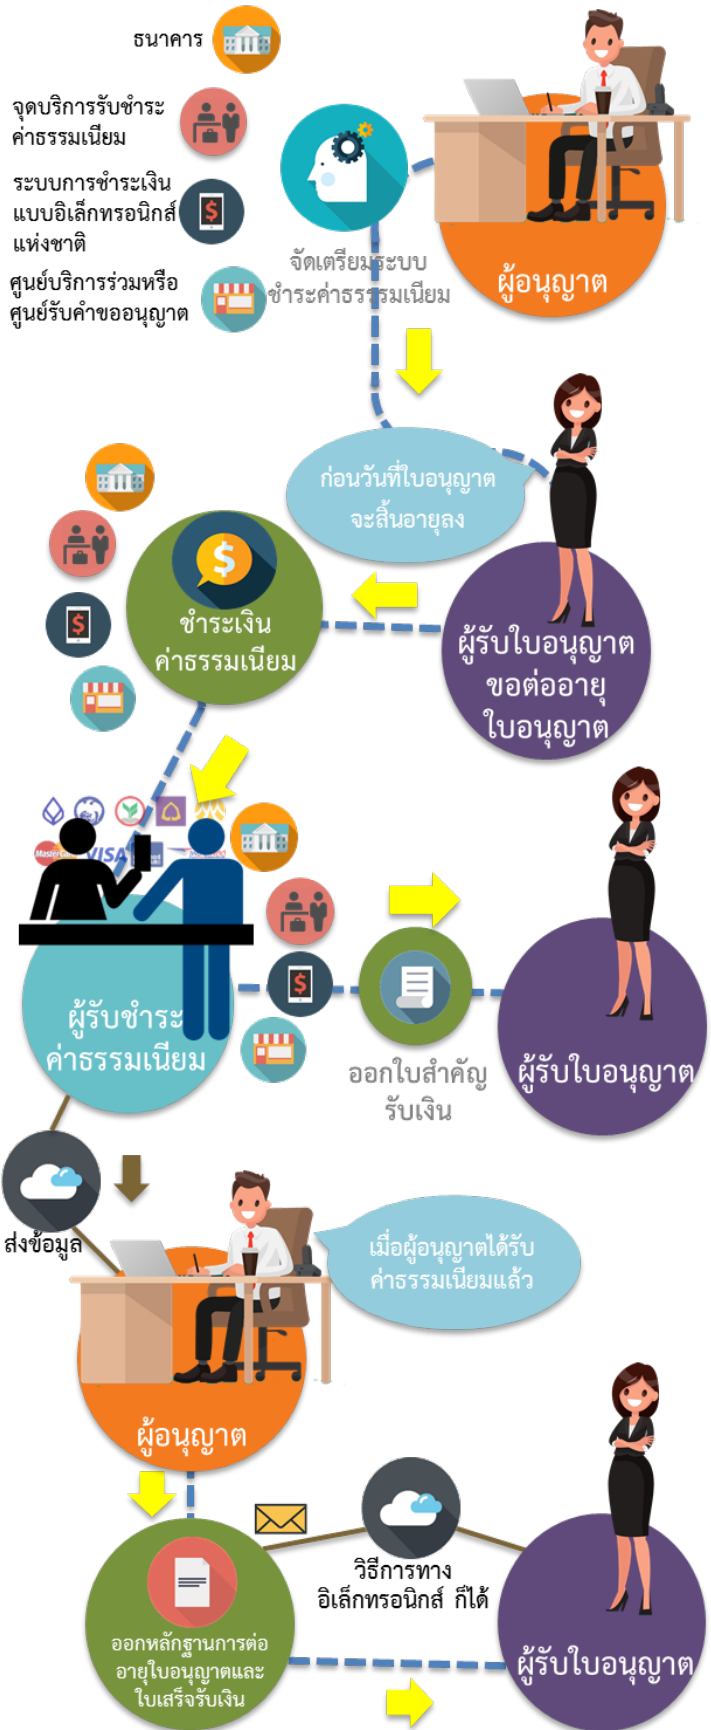 ธนาคาร
จุดบริการรับชำระ
ค่าธรรมเนียม
ระบบการชำระเงิน
แบบอิเล็กทรอนิกส์
แห่งชาติ
ศูนย์บริการร่วมหรือ
ศูนย์รับคำขออนุญาต
จัดเตรียมระบบ
ชำระค่าธรรรมเนียม
ผู้อนุญาต
ก่อนวันที่ใบอนุญาต
จะสิ้นอายุลง
ชำระเงิน
ค่าธรรมเนียม
ผู้รับใบอนุญาต
ขอต่ออายุ
ใบอนุญาต
MasterCard
VISA
ผู้รับชำระ
ค่าธรรมเนียม
ออกใบสำคัญ
รับเงิน
ผู้รับใบอนุญาต
ส่งข้อมูล
เมื่อผู้อนุญาตได้รับ
ค่าธรรมเนียมแล้ว
ผู้อนุญาต
วิธีการทาง
อิเล็กทรอนิกส์ ก็ได้
ออกหลักฐานการต่อ
อายุใบอนุญาตและ
ใบเสร็จรับเงิน
ผู้รับใบอนุญาต